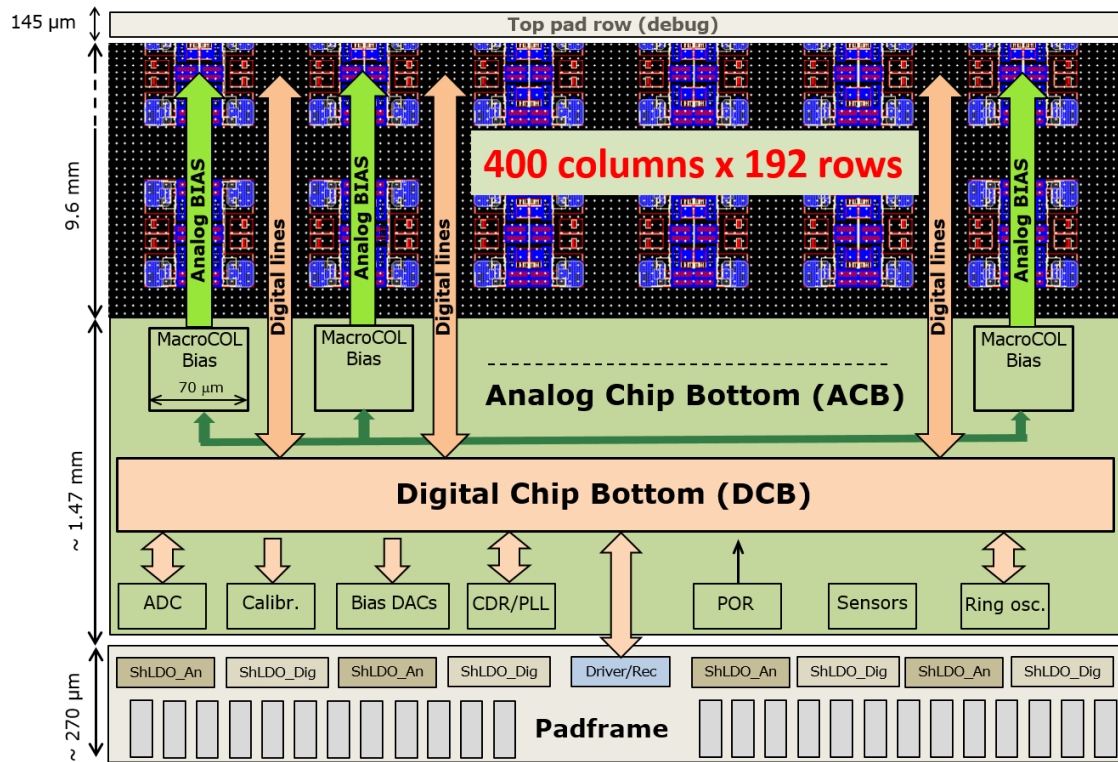 145 µm
Top pad row (debug)
9.6 mm
Analog BIAS
Digital lines
Analog BIAS
Digital lines
400 columns x 192 rows
Digital lines
Analog BIAS
MacroCOL
Bias
70 µm
MacroCOL
Bias
MacroCOL
Bias
Analog Chip Bottom (ACB)
~ 1.47 mm
Digital Chip Bottom (DCB)
ADC
Calibr.
Bias DACs
CDR/PLL
POR
Sensors
Ring osc.
~ 270 µm
ShLDO_An
ShLDO_Dig
ShLDO_An
ShLDO_Dig
Driver/Rec
ShLDO_An
ShLDO_Dig
ShLDO_An
ShLDO_Dig
Padframe